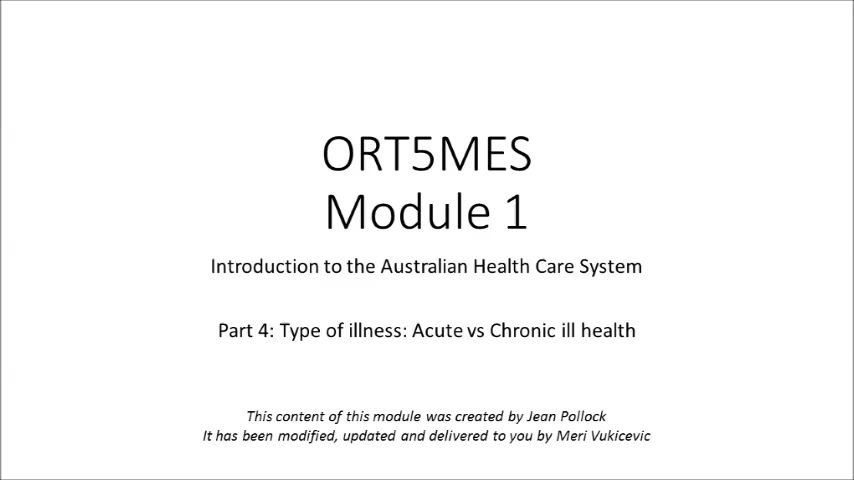 ORT5MES
Module 1
Introduction to the Australian Health Care System
Part 4: Type of illness: Acute vs Chronic ill health
This content of this module was created by Jean Pollock
It has been modified, updated and delivered to you by Meri Vukicevic